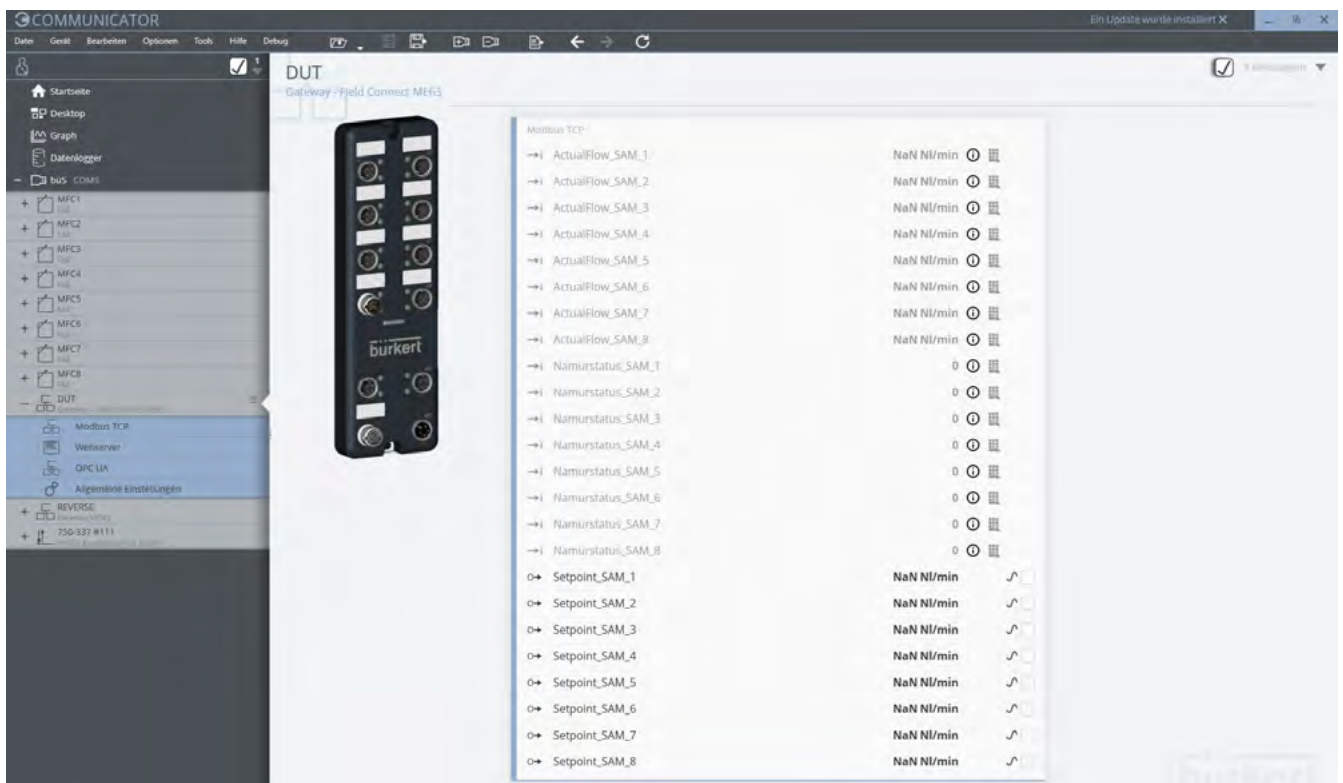 COMMUNICATOR
Ein Update wurde installiert X
Datei Gerät Bearbeiten Optionen Tools Hilfe Debug
1
Startseite
Desktop
Graph
Datenlogger
büS
MFC1
MFC2
MFC3
MFC4
MFC5
MFC6
MFC7
MFC8
DUT
Modbus TCP
Webserver
OPC UA
Allgemeine Einstellungen
REVERSE
750-337 #111
DUT
Gateway - Field Connect ME63
bürkert
Modbus TCP
ActualFlow_SAM_1 NaN Nl/min
ActualFlow_SAM_2 NaN Nl/min
ActualFlow_SAM_3 NaN Nl/min
ActualFlow_SAM_4 NaN Nl/min
ActualFlow_SAM_5 NaN Nl/min
ActualFlow_SAM_6 NaN Nl/min
ActualFlow_SAM_7 NaN Nl/min
ActualFlow_SAM_8 NaN Nl/min
Namurstatus_SAM_1 0
Namurstatus_SAM_2 0
Namurstatus_SAM_3 0
Namurstatus_SAM_4 0
Namurstatus_SAM_5 0
Namurstatus_SAM_6 0
Namurstatus_SAM_7 0
Namurstatus_SAM_8 0
Setpoint_SAM_1 NaN Nl/min
Setpoint_SAM_2 NaN Nl/min
Setpoint_SAM_3 NaN Nl/min
Setpoint_SAM_4 NaN Nl/min
Setpoint_SAM_5 NaN Nl/min
Setpoint_SAM_6 NaN Nl/min
Setpoint_SAM_7 NaN Nl/min
Setpoint_SAM_8 NaN Nl/min